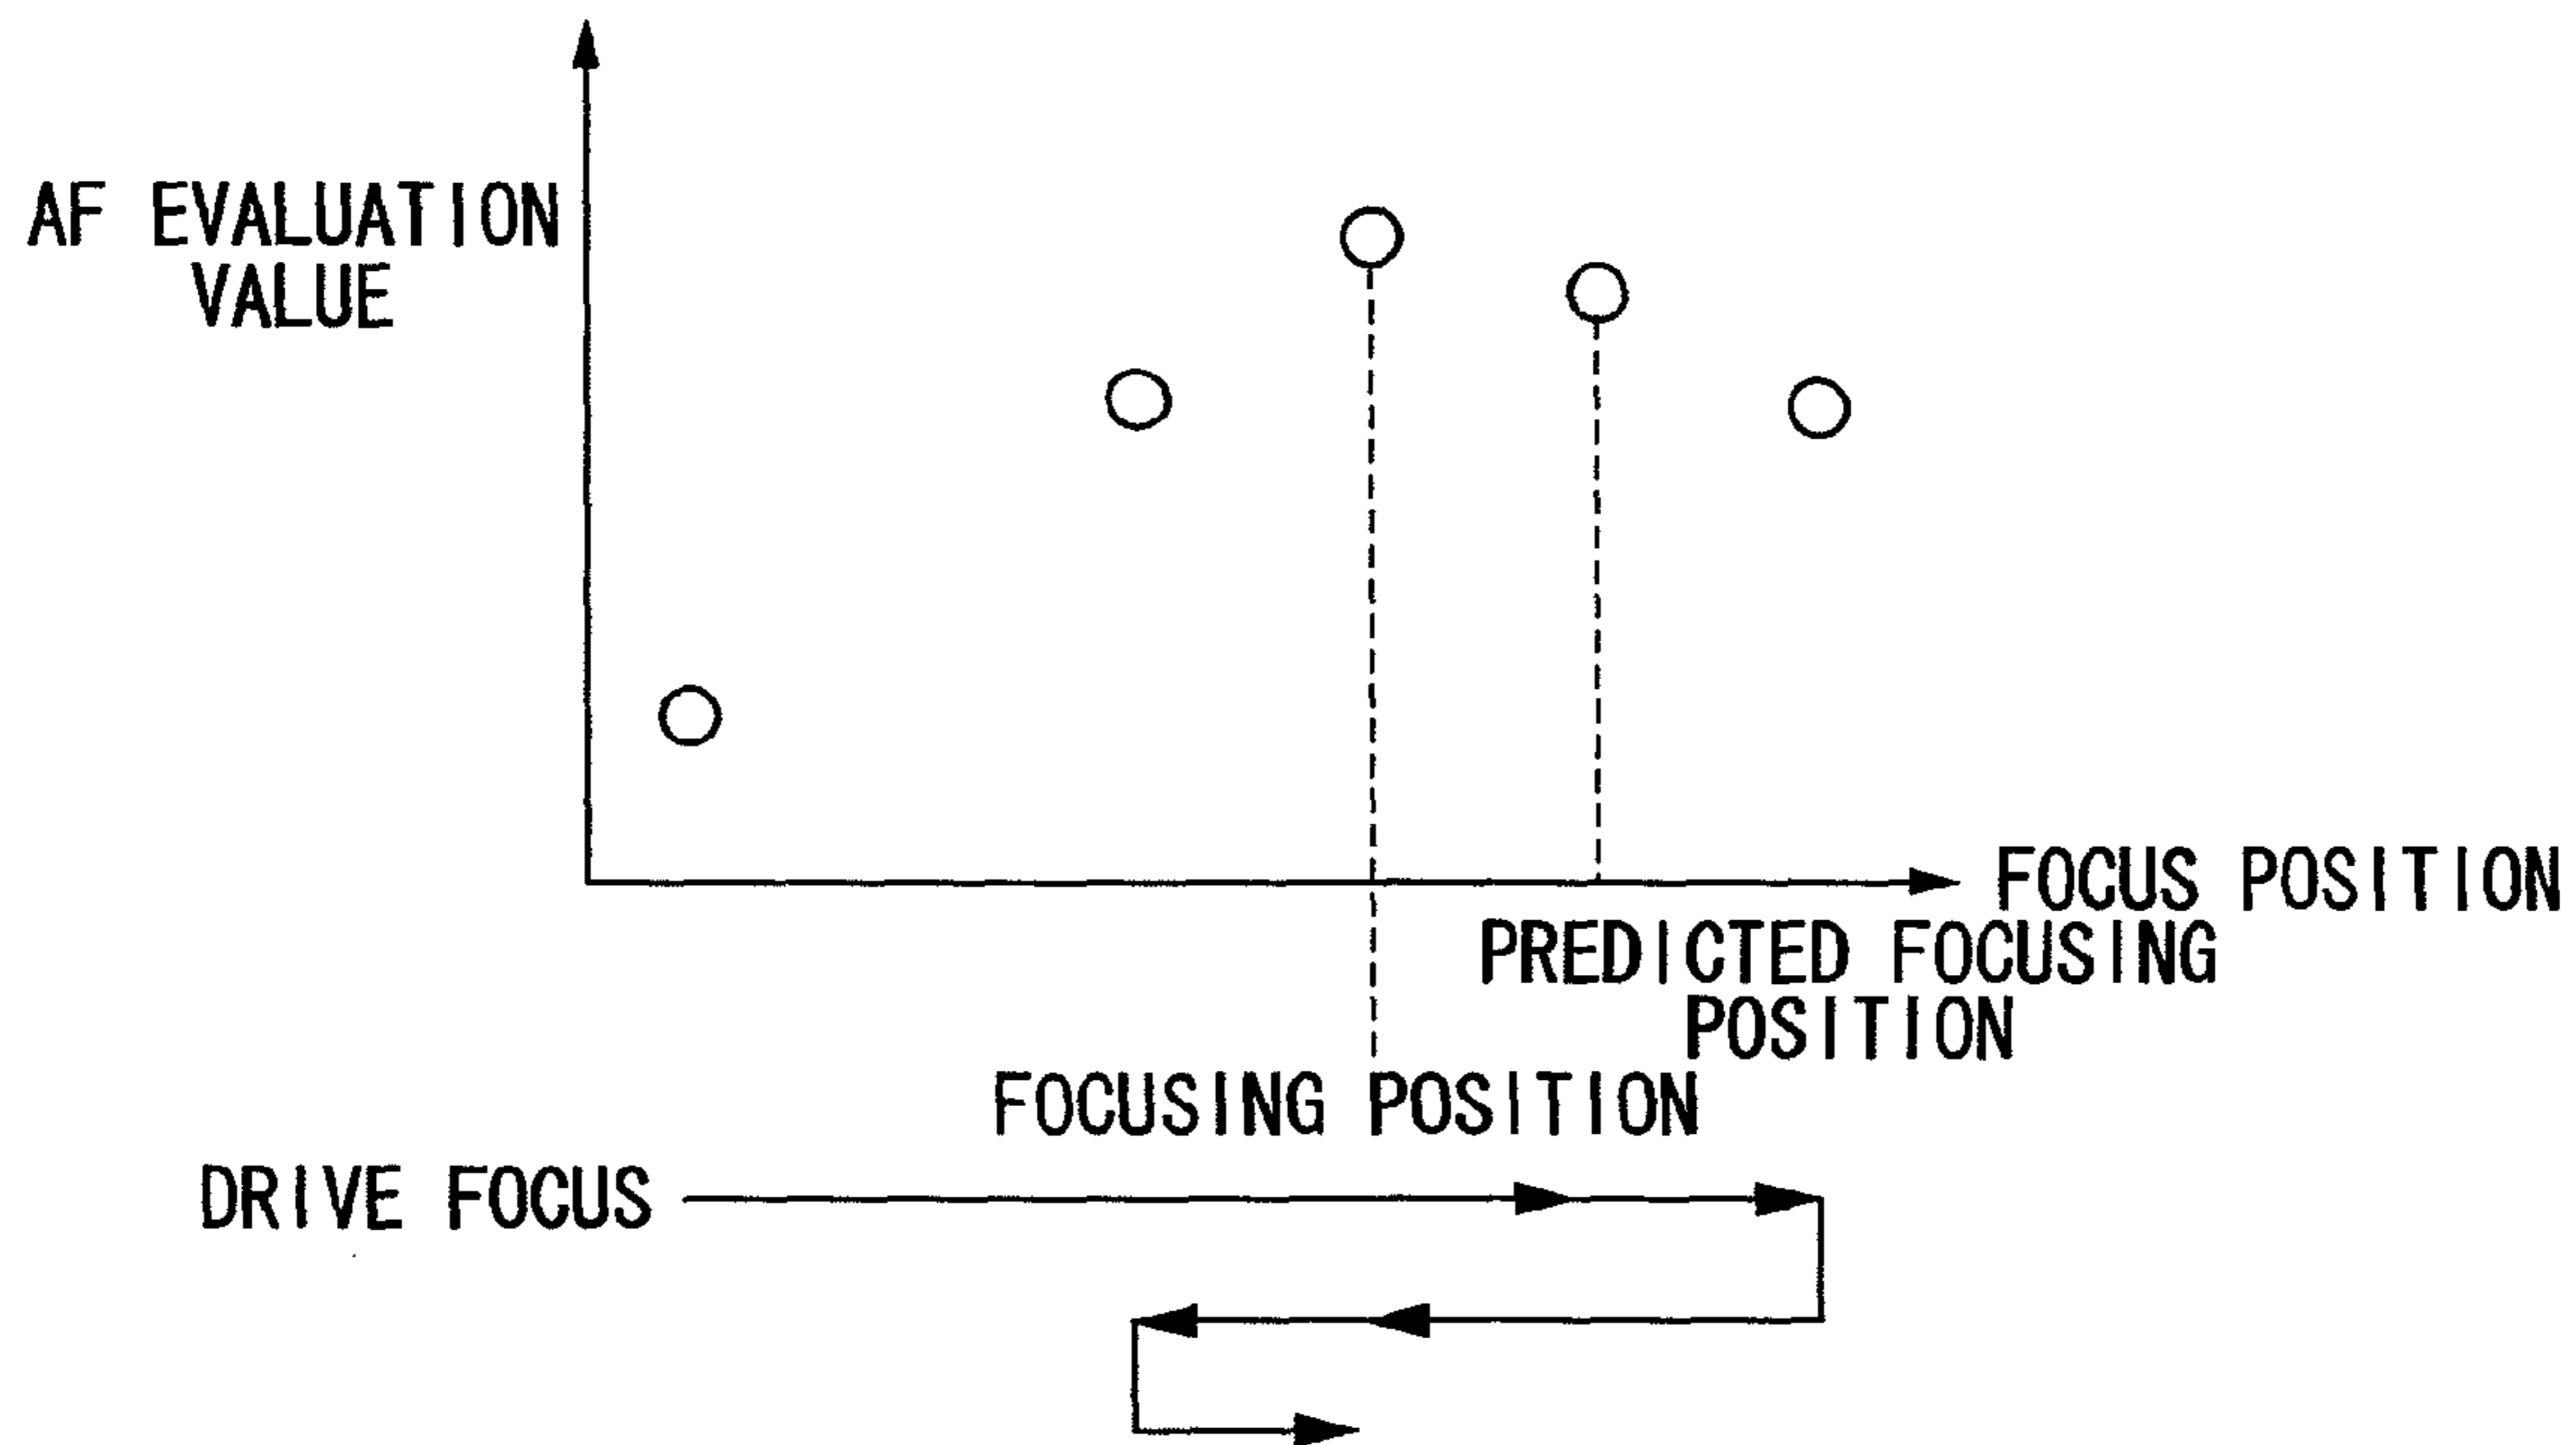 AF EVALUATION
VALUE
FOCUS POSITION
PREDICTED FOCUSING
POSITION
FOCUSING POSITION
DRIVE FOCUS